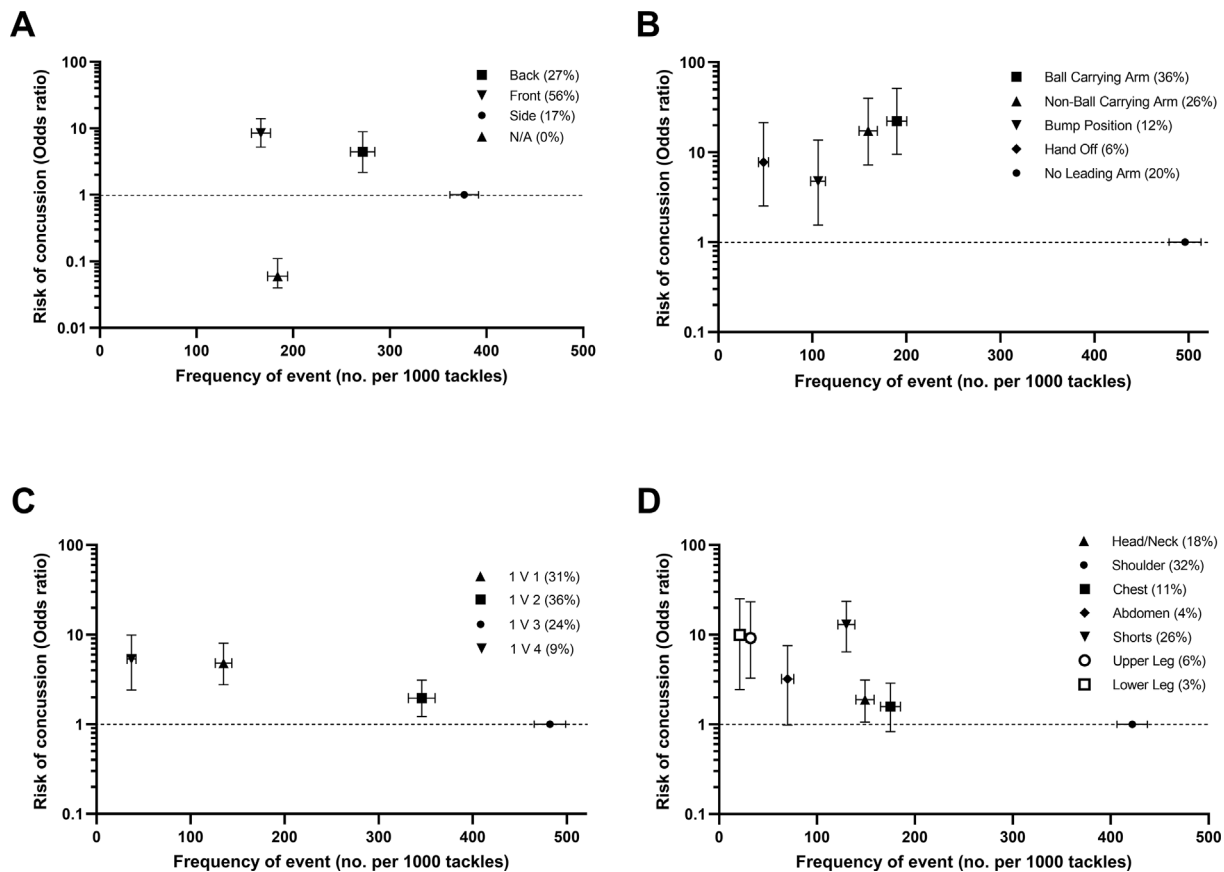 A
Risk of concussion (Odds ratio)
100
10
1
0.1
0.01
0
100
200
300
400
500
Frequency of event (no. per 1000 tackles)
Back (27%)
Front (56%)
Side (17%)
N/A (0%)
B
Risk of concussion (Odds ratio)
100
10
1
0.1
0
100
200
300
400
500
Frequency of event (no. per 1000 tackles)
Ball Carrying Arm (36%)
Non-Ball Carrying Arm (26%)
Bump Position (12%)
Hand Off (6%)
No Leading Arm (20%)
C
Risk of concussion (Odds ratio)
100
10
1
0.1
0
100
200
300
400
500
Frequency of event (no. per 1000 tackles)
1 V 1 (31%)
1 V 2 (36%)
1 V 3 (24%)
1 V 4 (9%)
D
Risk of concussion (Odds ratio)
100
10
1
0.1
0
100
200
300
400
500
Frequency of event (no. per 1000 tackles)
Head/Neck (18%)
Shoulder (32%)
Chest (11%)
Abdomen (4%)
Shorts (26%)
Upper Leg (6%)
Lower Leg (3%)